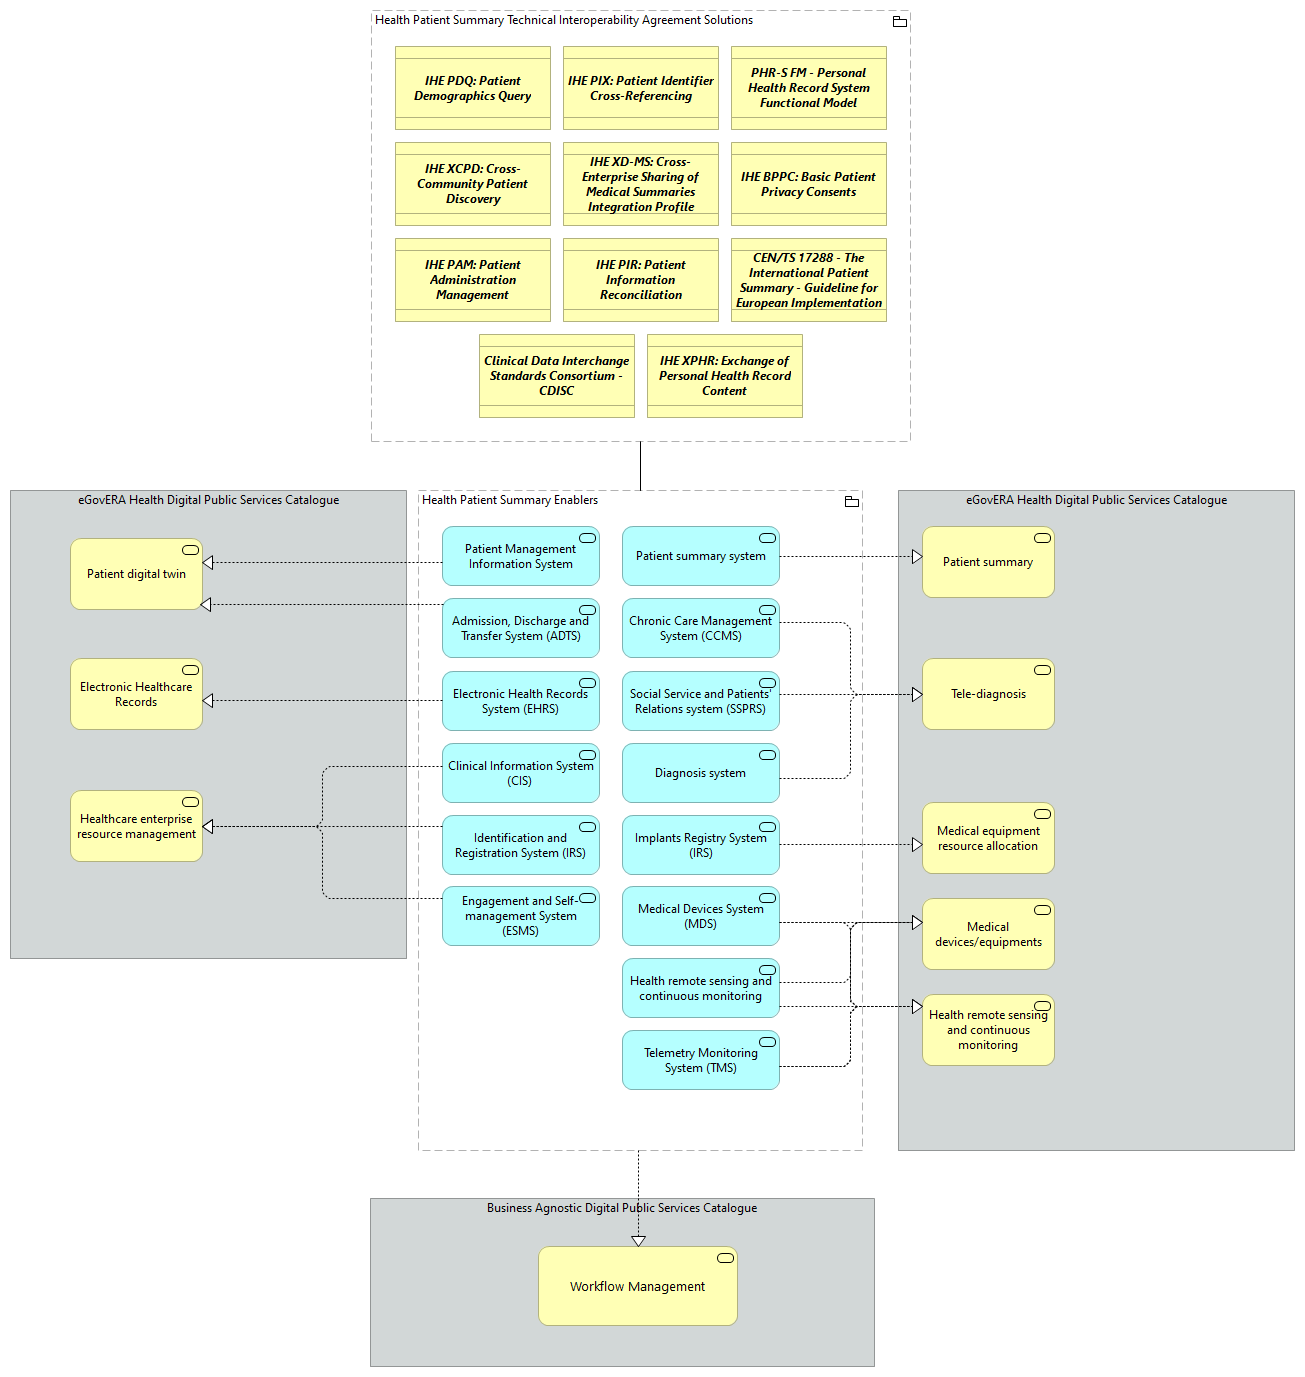 Health Patient Summary Technical Interoperability Agreement Solutions
IHE PDQ: Patient
Demographics Query
IHE PIX: Patient Identifier
Cross-Referencing
PHR-S FM - Personal
Health Record System
Functional Model
IHE XCPD: Cross-
Community Patient
Discovery
IHE XD-MS: Cross-
Enterprise Sharing of
Medical Summaries
Integration Profile
IHE BPPC: Basic Patient
Privacy Consents
IHE PAM: Patient
Administration
Management
IHE PIR: Patient
Information
Reconciliation
CEN/TS 17288 - The
International Patient
Summary - Guideline for
European Implementation
Clinical Data Interchange
Standards Consortium -
CDISC
IHE XPHR: Exchange of
Personal Health Record
Content
eGovERA Health Digital Public Services Catalogue
Patient digital twin
Electronic Healthcare
Records
Healthcare enterprise
resource management
Health Patient Summary Enablers
Patient Management
Information System
Patient summary system
Admission, Discharge and
Transfer System (ADTS)
Chronic Care Management
System (CCMS)
Electronic Health Records
System (EHRS)
Social Service and Patients'
Relations system (SSPRS)
Clinical Information System
(CIS)
Diagnosis system
Identification and
Registration System (IRS)
Implants Registry System
(IRS)
Engagement and Self-
management System
(ESMS)
Medical Devices System
(MDS)
Health remote sensing and
continuous monitoring
Telemetry Monitoring
System (TMS)
eGovERA Health Digital Public Services Catalogue
Patient summary
Tele-diagnosis
Medical equipment
resource allocation
Medical
devices/equipments
Health remote sensing
and continuous
monitoring
Business Agnostic Digital Public Services Catalogue
Workflow Management